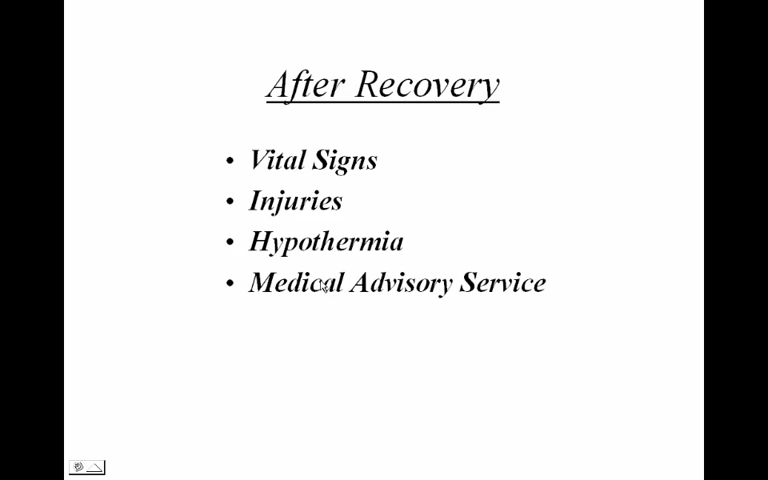 After Recovery
• Vital Signs
• Injuries
• Hypothermia
• Medical Advisory Service